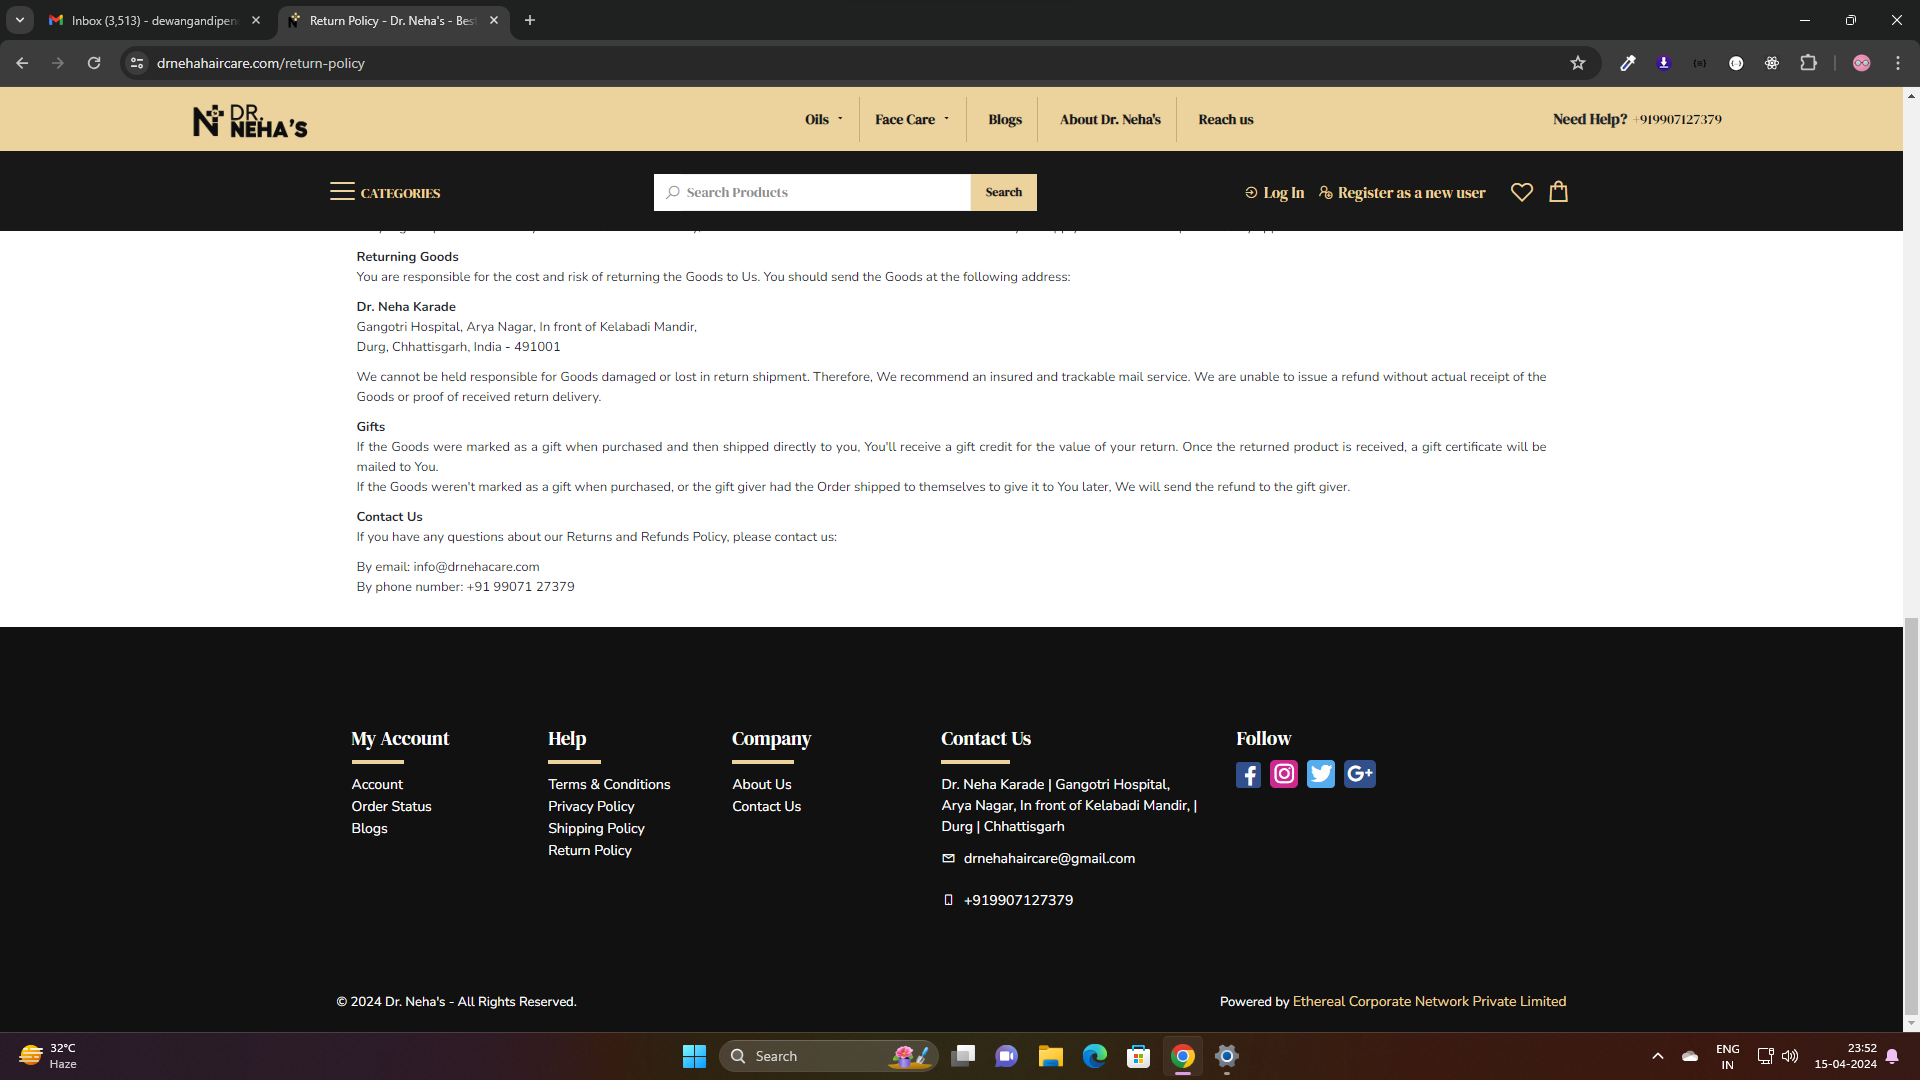 Inbox (3,513) - dewangandipen
Return Policy - Dr. Neha's - Bes
drnehahaircare.com/return-policy
DR. NEHA'S
Oils
Face Care
Blogs
About Dr. Neha's
Reach us
Need Help? +919907127379
CATEGORIES
Search Products
Search
Log In
Register as a new user
Returning Goods
You are responsible for the cost and risk of returning the Goods to Us. You should send the Goods at the following address:
Dr. Neha Karade
Gangotri Hospital, Arya Nagar, In front of Kelabadi Mandir,
Durg, Chhattisgarh, India - 491001
We cannot be held responsible for Goods damaged or lost in return shipment. Therefore, We recommend an insured and trackable mail service. We are unable to issue a refund without actual receipt of the
Goods or proof of received return delivery.
Gifts
If the Goods were marked as a gift when purchased and then shipped directly to you, You'll receive a gift credit for the value of your return. Once the returned product is received, a gift certificate will be
mailed to You.
If the Goods weren't marked as a gift when purchased, or the gift giver had the Order shipped to themselves to give it to You later, We will send the refund to the gift giver.
Contact Us
If you have any questions about our Returns and Refunds Policy, please contact us:
By email: info@drnehacare.com
By phone number: +91 99071 27379
My Account
Account
Order Status
Blogs
Help
Terms & Conditions
Privacy Policy
Shipping Policy
Return Policy
Company
About Us
Contact Us
Contact Us
Dr. Neha Karade | Gangotri Hospital,
Arya Nagar, In front of Kelabadi Mandir, |
Durg | Chhattisgarh
drnehahaircare@gmail.com
+919907127379
Follow
© 2024 Dr. Neha's - All Rights Reserved.
Powered by Ethereal Corporate Network Private Limited
32°C
Haze
Search
ENG
IN
23:52
15-04-2024